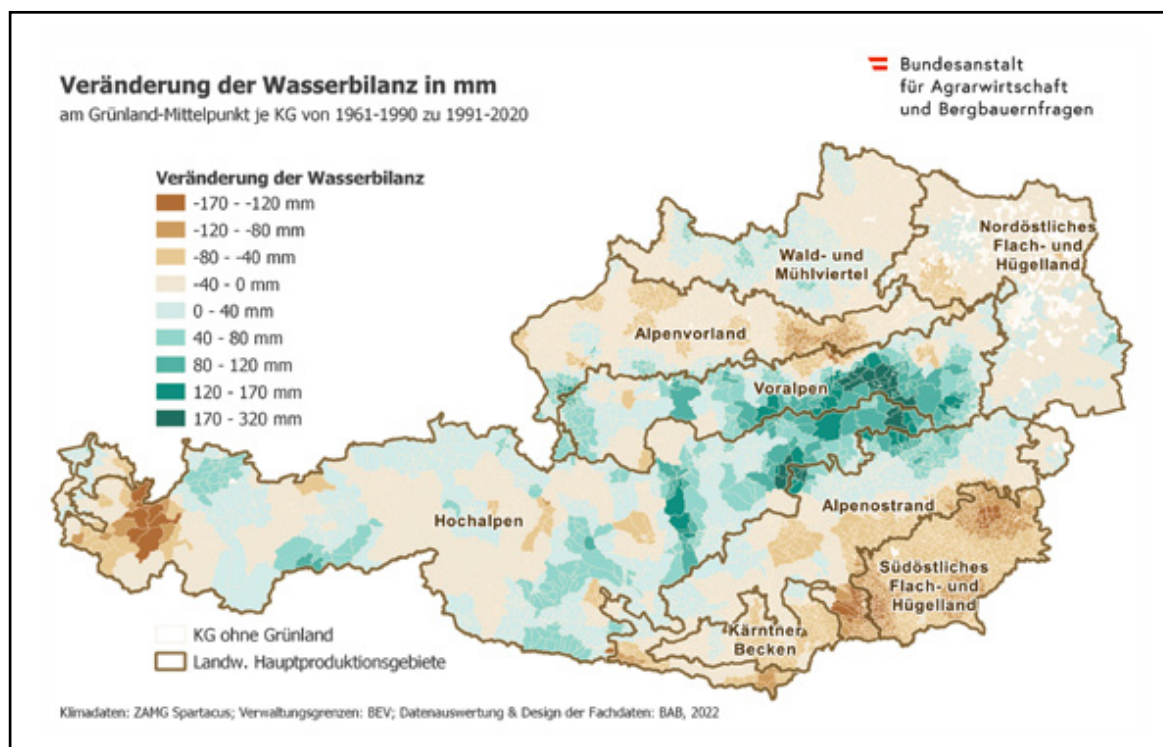 Veränderung der Wasserbilanz in mm
am Grünland-Mittelpunkt je KG von 1961-1990 zu 1991-2020
Bundesanstalt
für Agrarwirtschaft
und Bergbauernfragen
Veränderung der Wasserbilanz
-170 - -120 mm
-120 - -80 mm
-80 - -40 mm
-40 - 0 mm
0 - 40 mm
40 - 80 mm
80 - 120 mm
120 - 170 mm
170 - 320 mm
Nordöstliches
Flach- und
Hügelland
Wald- und
Mühlviertel
Alpenvorland
Voralpen
Hochalpen
Alpenostrand
Südöstliches
Flach- und
Hügelland
Kärntner
Becken
KG ohne Grünland
Landw. Hauptproduktionsgebiete
Klimadaten: ZAMG Spartacus; Verwaltungsgrenzen: BEV; Datenauswertung & Design der Fachdaten: BAB, 2022